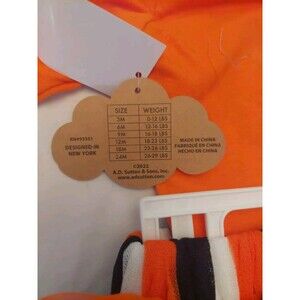 SIZE WEIGHT
3M 0-12 LBS
6M 12-16 LBS
9M 16-18 LBS
12M 18-23 LBS
18M 23-26 LBS
24M 26-29 LBS
DESIGNED IN
NEW YORK
MADE IN CHINA
FABRIQUÉ EN CHINE
HECHO EN CHINA
©2022
A.D. Sutton & Sons, Inc.
www.adsutton.com